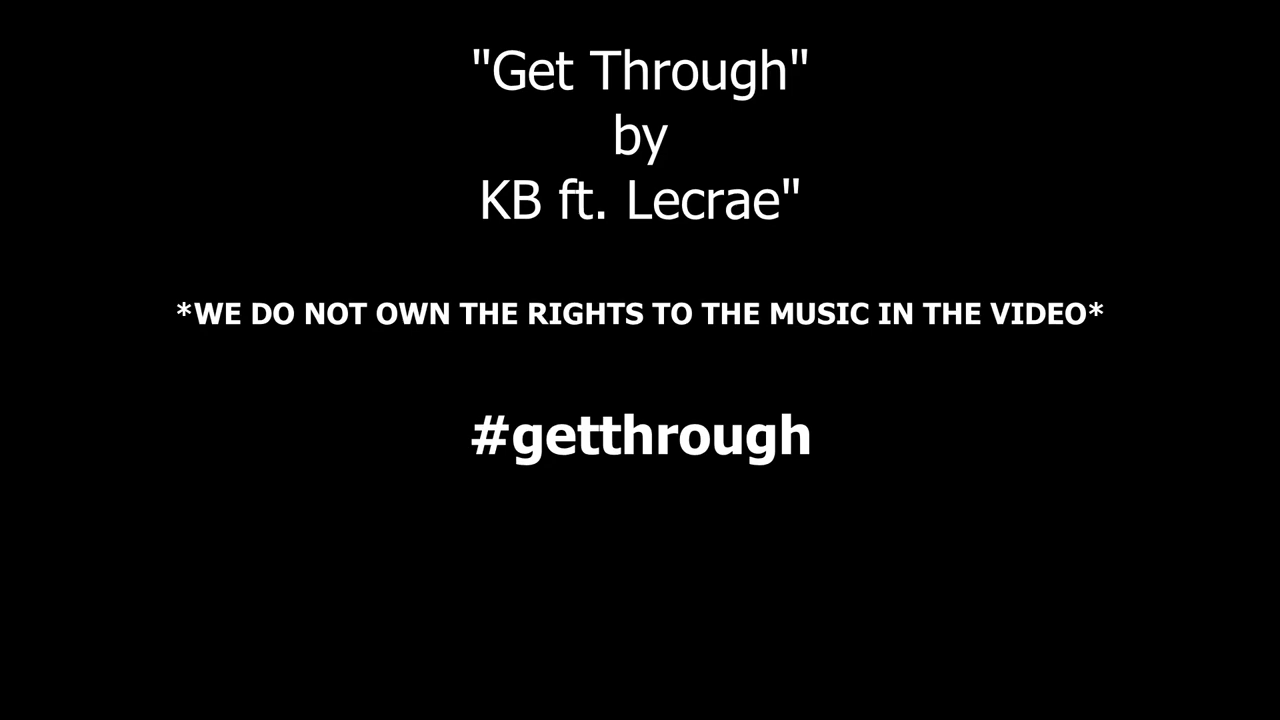 "Get Through"
by
KB ft. Lecrae"
*WE DO NOT OWN THE RIGHTS TO THE MUSIC IN THE VIDEO*
#getthrough